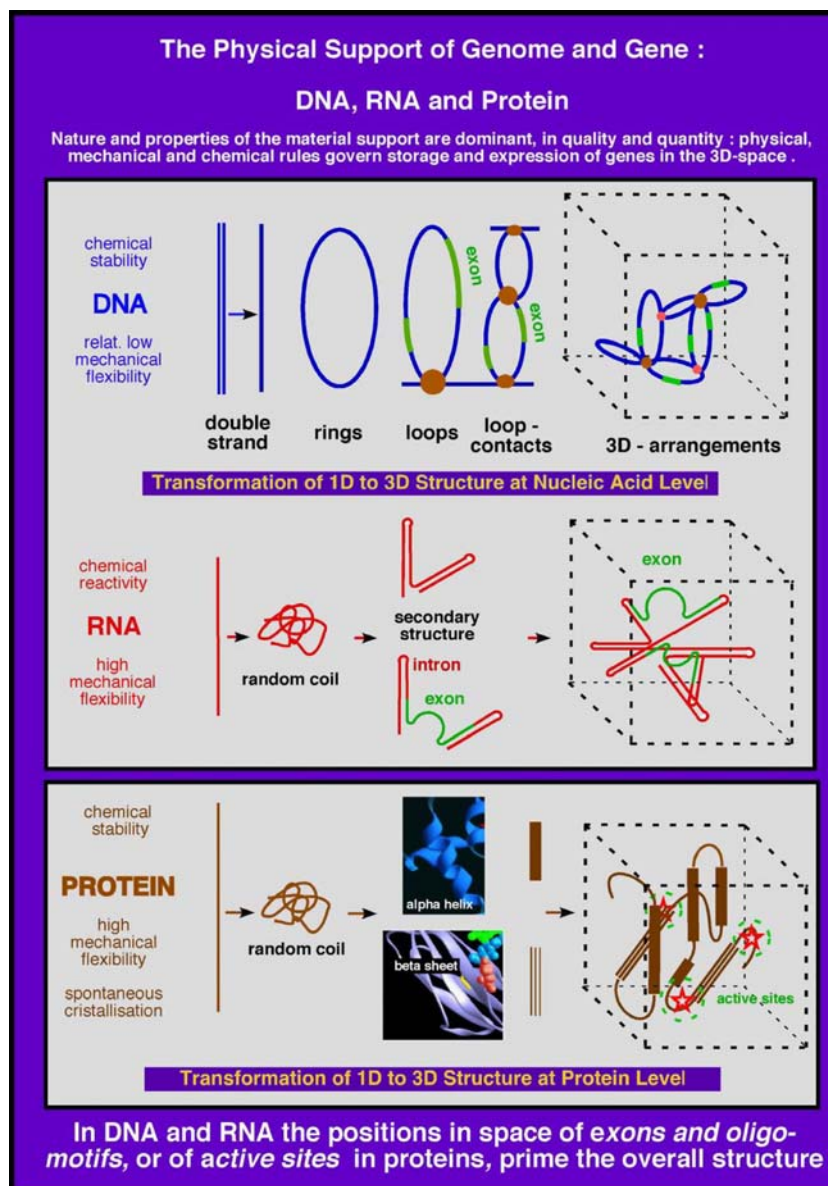 The Physical Support of Genome and Gene :
DNA, RNA and Protein
Nature and properties of the material support are dominant, in quality and quantity : physical,
mechanical and chemical rules govern storage and expression of genes in the 3D-space .
chemical
stability
DNA
relat. low
mechanical
flexibility
double
strand
rings
exon
loops
exon
loop -
contacts
3D - arrangements
Transformation of 1D to 3D Structure at Nucleic Acid Level
chemical
reactivity
RNA
high
mechanical
flexibility
random coil
secondary
structure
intron
exon
exon
chemical
stability
PROTEIN
high
mechanical
flexibility
spontaneous
cristallisation
random coil
alpha helix
beta sheet
active sites
Transformation of 1D to 3D Structure at Protein Level
In DNA and RNA the positions in space of exons and oligo-
motifs, or of active sites in proteins, prime the overall structure